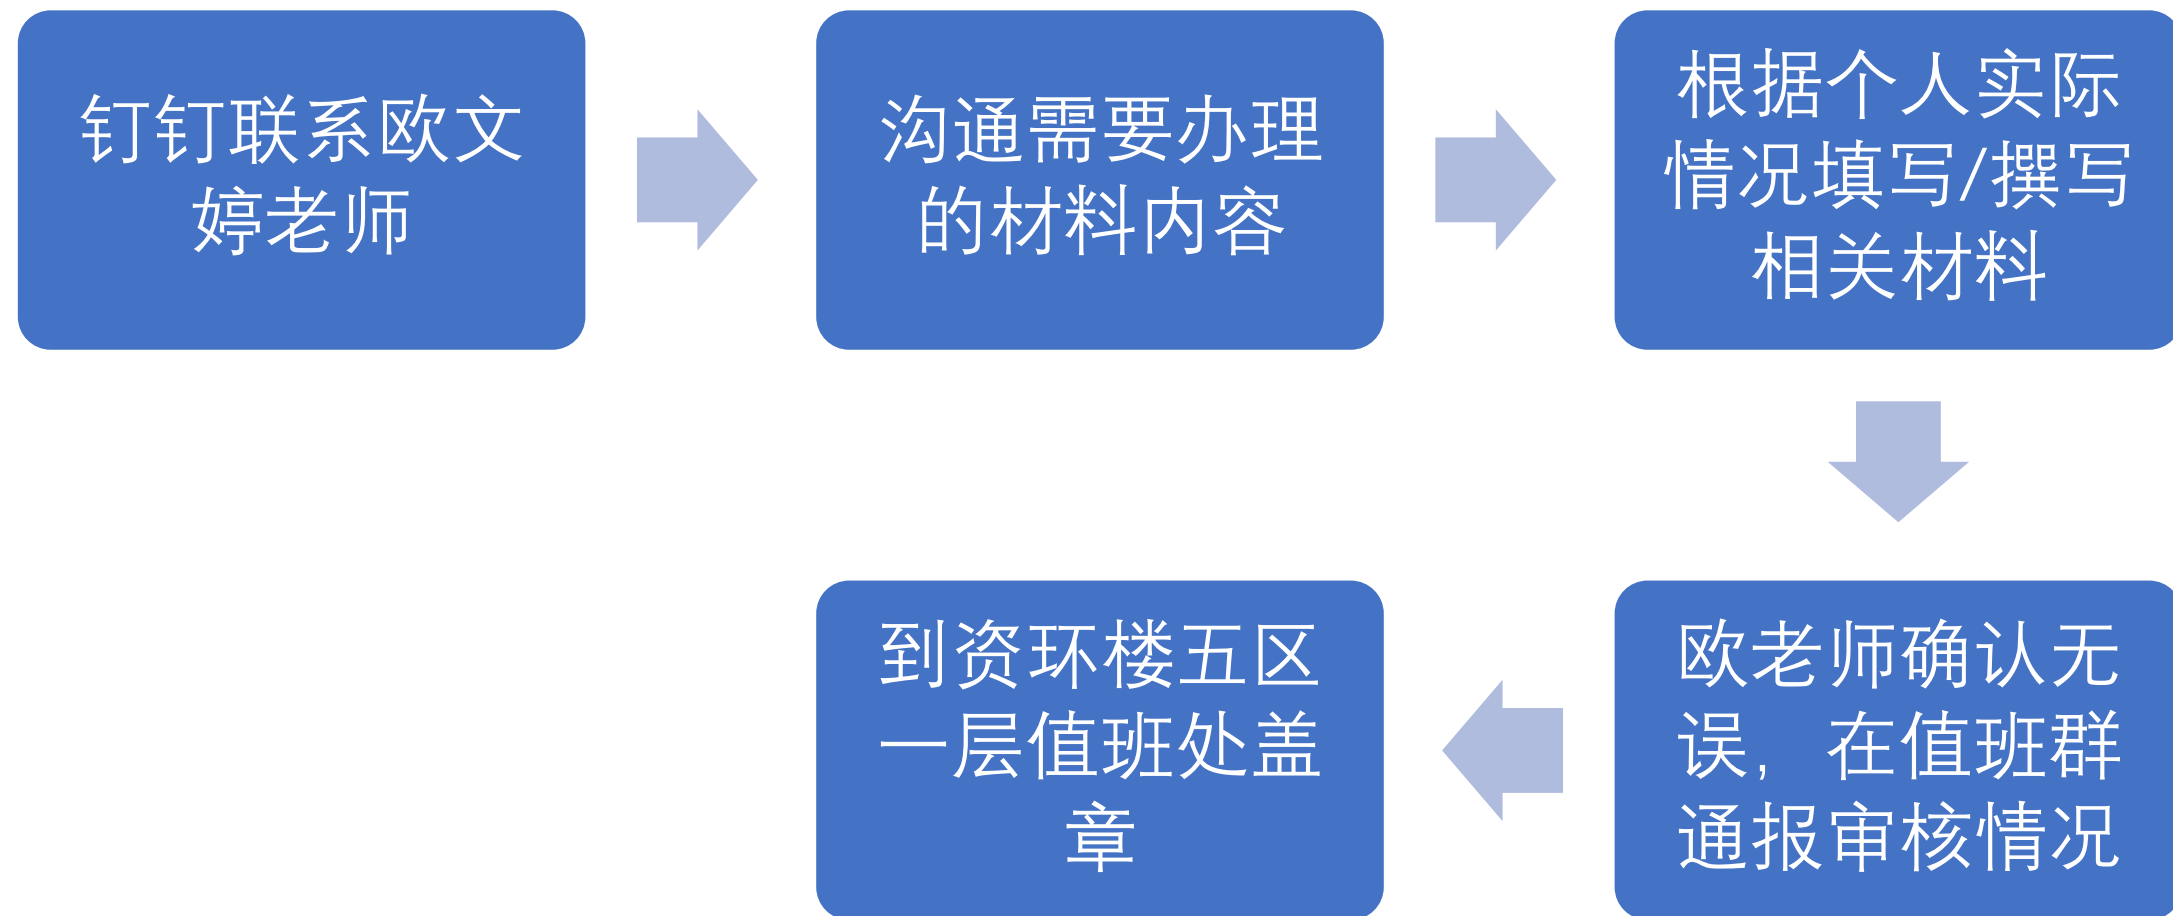 钉钉联系欧文
婷老师
沟通需要办理
的材料内容
根据个人实际
情况填写/撰写
相关材料
欧老师确认无
误，在值班群
通报审核情况
到资环楼五区
一层值班处盖
章